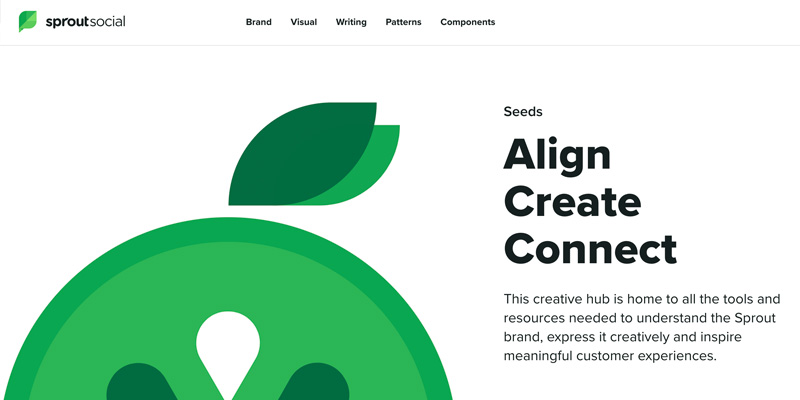 sproutsocial
Brand Visual Writing Patterns Components
Seeds
Align
Create
Connect
This creative hub is home to all the tools and
resources needed to understand the Sprout
brand, express it creatively and inspire
meaningful customer experiences.